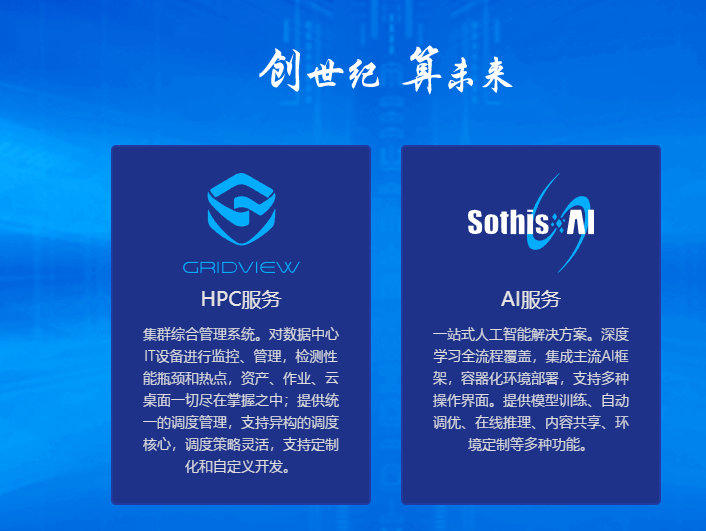 创世纪 算未来
GRIDVIEW
HPC服务
集群综合管理系统。对数据中心
IT设备进行监控、管理，检测性
能瓶颈和热点，资产、作业、云
桌面一切尽在掌握之中；提供统
一的调度管理，支持异构的调度
核心，调度策略灵活，支持定制
化和自定义开发。
Sothis AI
AI服务
一站式人工智能解决方案。深度
学习全流程覆盖，集成主流AI框
架，容器化环境部署，支持多种
操作界面。提供模型训练、自动
调优、在线推理、内容共享、环
境定制等多种功能。